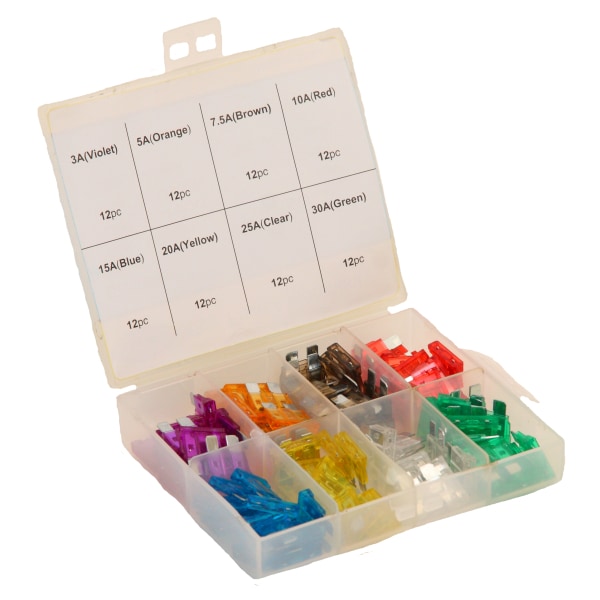 3A(Violet) 5A(Orange) 7.5A(Brown) 10A(Red)
12pc 12pc 12pc 12pc
15A(Blue) 20A(Yellow) 25A(Clear) 30A(Green)
12pc 12pc 12pc 12pc